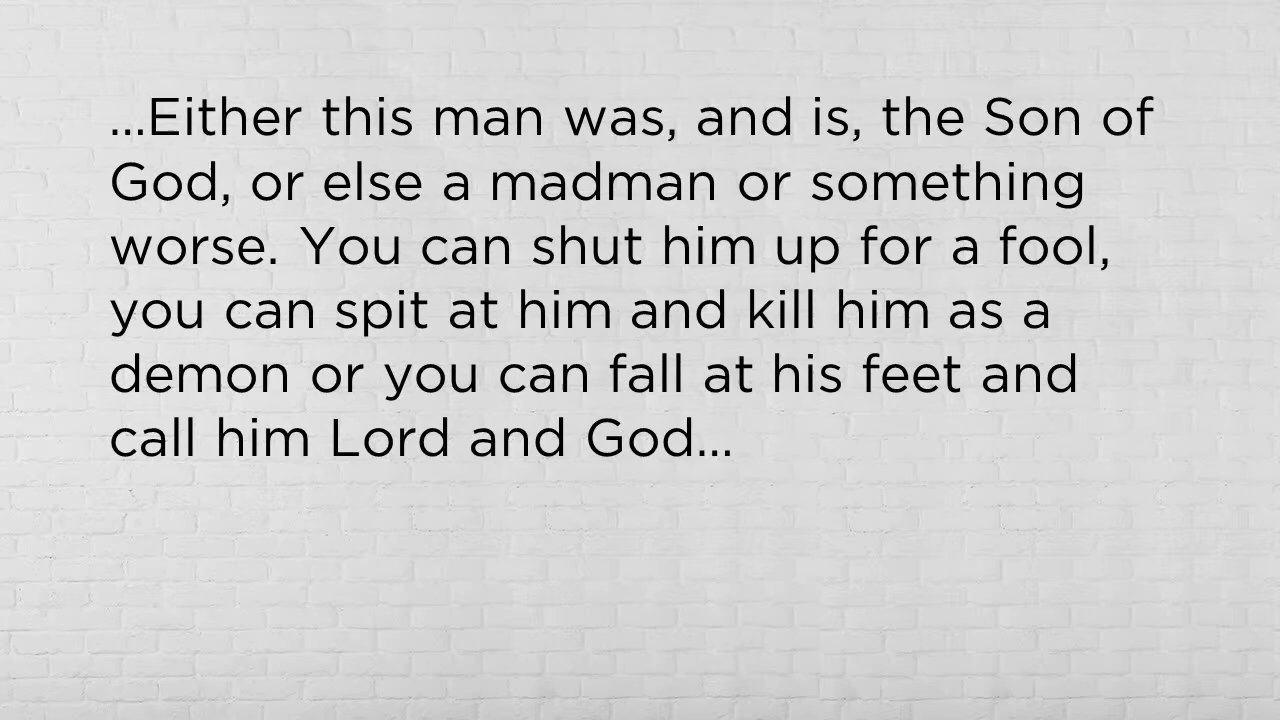 ...Either this man was, and is, the Son of
God, or else a madman or something
worse. You can shut him up for a fool,
you can spit at him and kill him as a
demon or you can fall at his feet and
call him Lord and God...